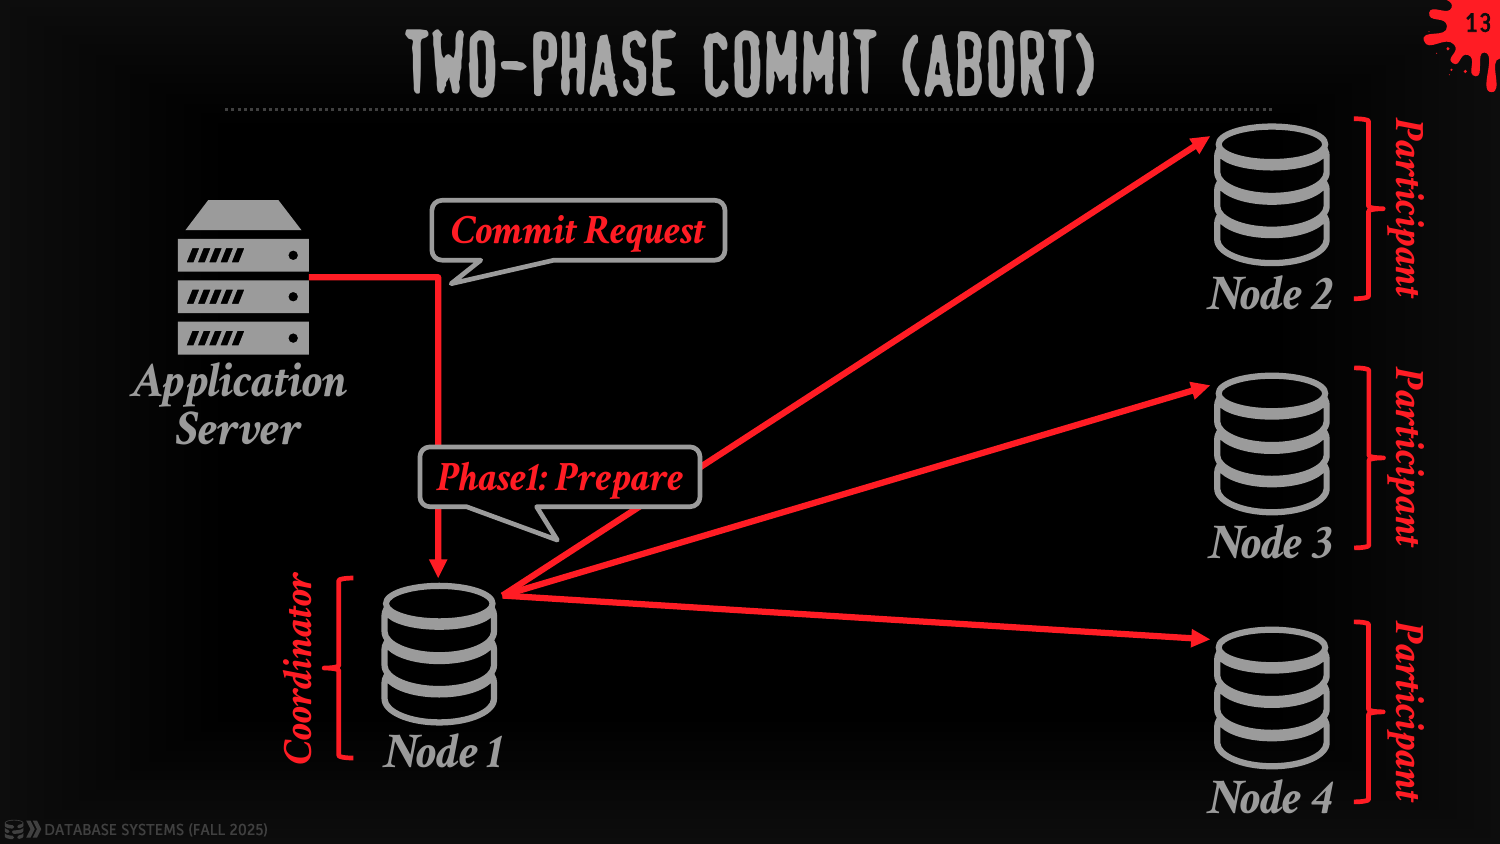 TWO-PHASE COMMIT (ABORT)
13
Commit Request
Application
Server
Phase1: Prepare
Coordinator
Node 1
Participant
Node 2
Participant
Node 3
Participant
Node 4
DATABASE SYSTEMS (FALL 2025)